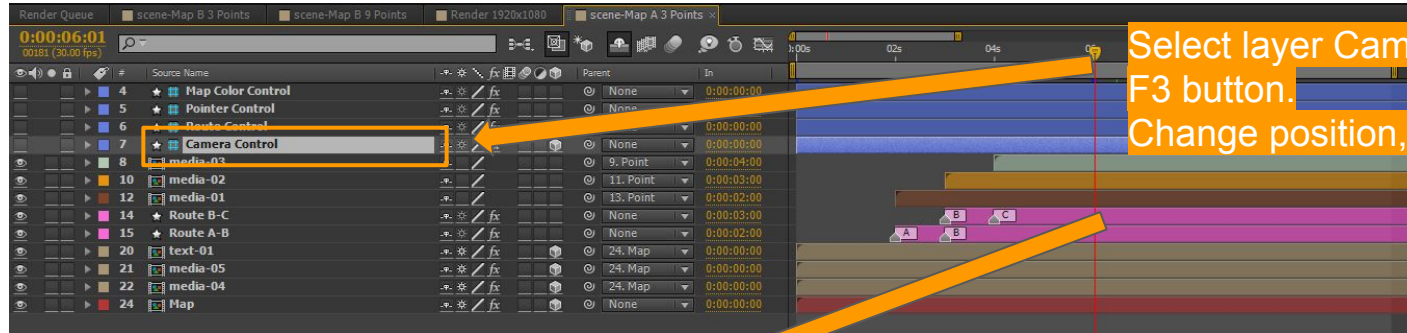 Render Queue scene-Map B 3 Points scene-Map B 9 Points Render 1920x1080 scene-Map A 3 Points ×
0:00:06:01
00181 (30.00 fps)
0:00s 02s 04s
# Source Name Parent In
4 Map Color Control None 0:00:00:00
5 Pointer Control None 0:00:00:00
6 Route Control None 0:00:00:00
7 Camera Control None 0:00:00:00
8 media-03 9. Point 0:00:04:00
10 media-02 11. Point 0:00:03:00
12 media-01 13. Point 0:00:02:00
14 Route B-C fx None 0:00:03:00 B C
15 Route A-B fx None 0:00:02:00 A B
20 text-01 fx 24. Map 0:00:00:00
21 media-05 fx 24. Map 0:00:00:00
22 media-04 fx 24. Map 0:00:00:00
24 Map fx None 0:00:00:00
Select layer Cam
F3 button.
Change position,